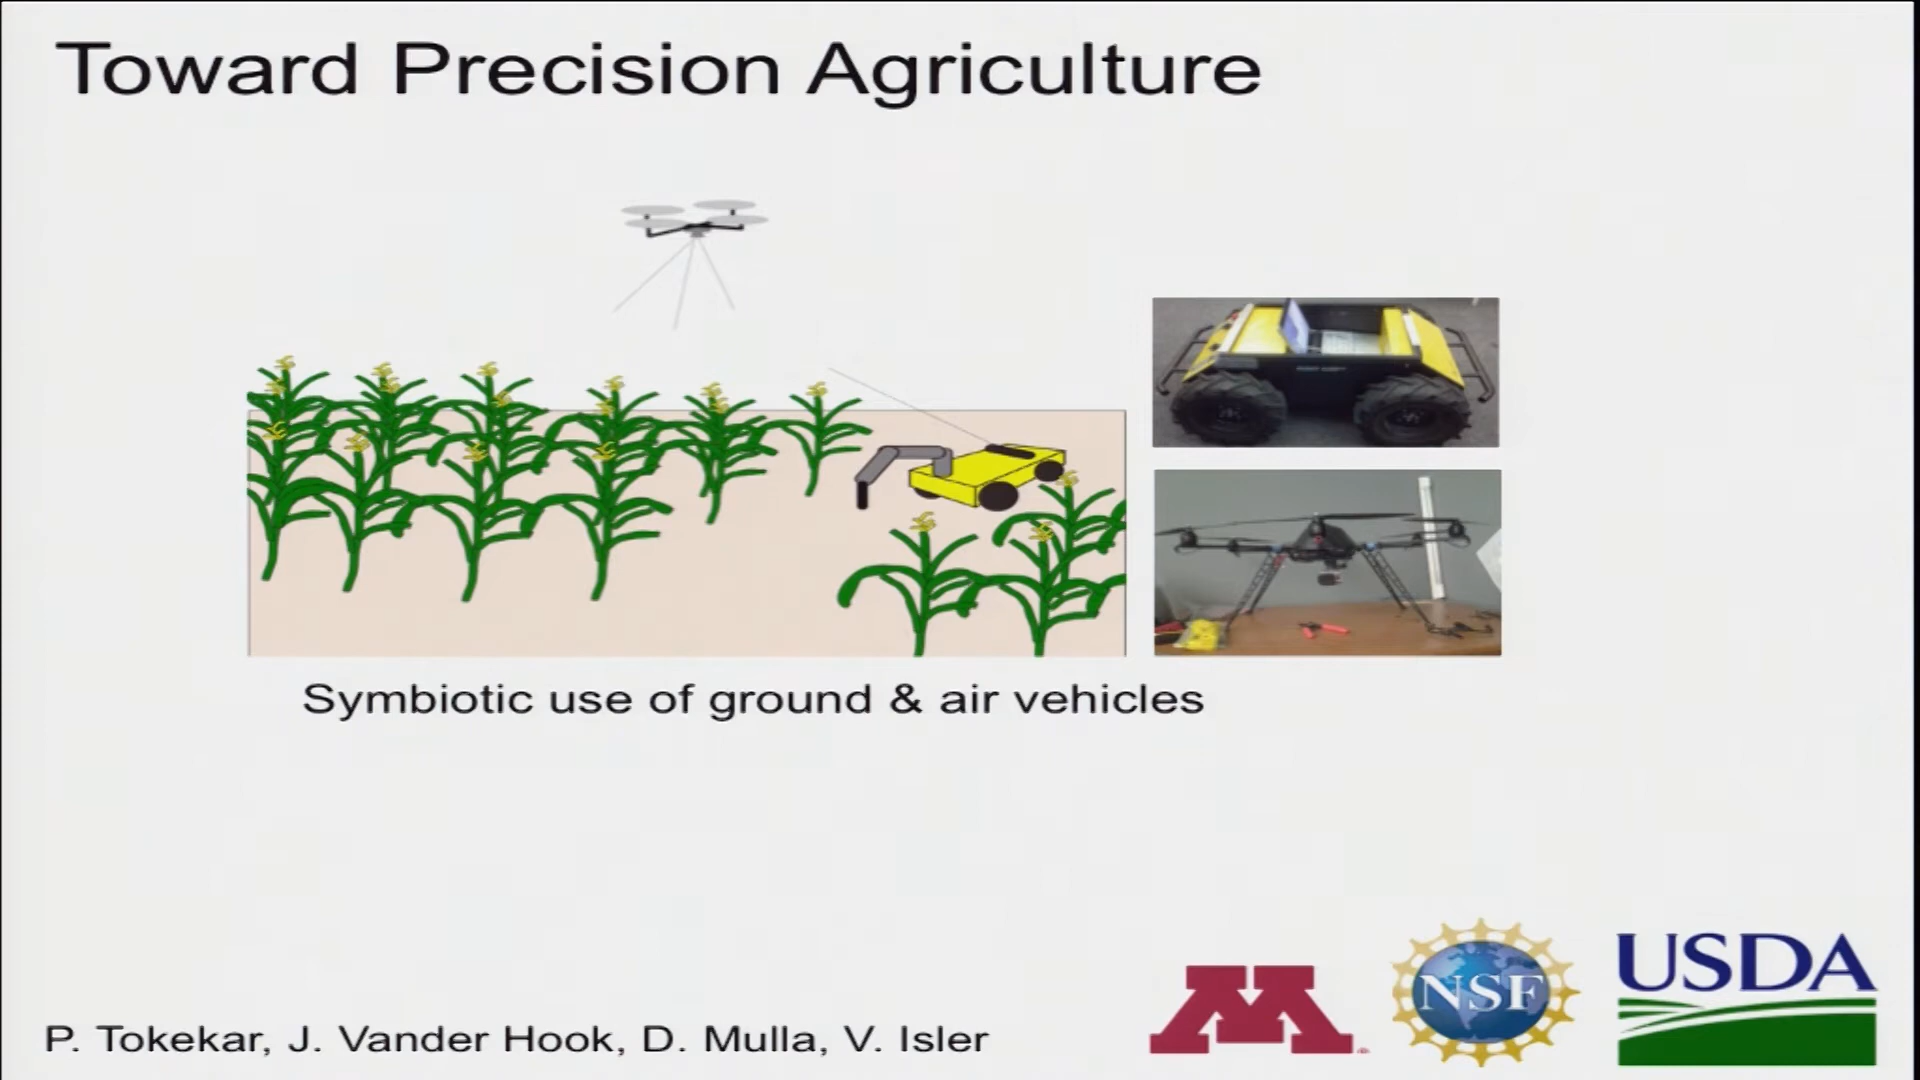 Toward Precision Agriculture
Symbiotic use of ground & air vehicles
P. Tokekar, J. Vander Hook, D. Mulla, V. Isler
M
NSF
USDA